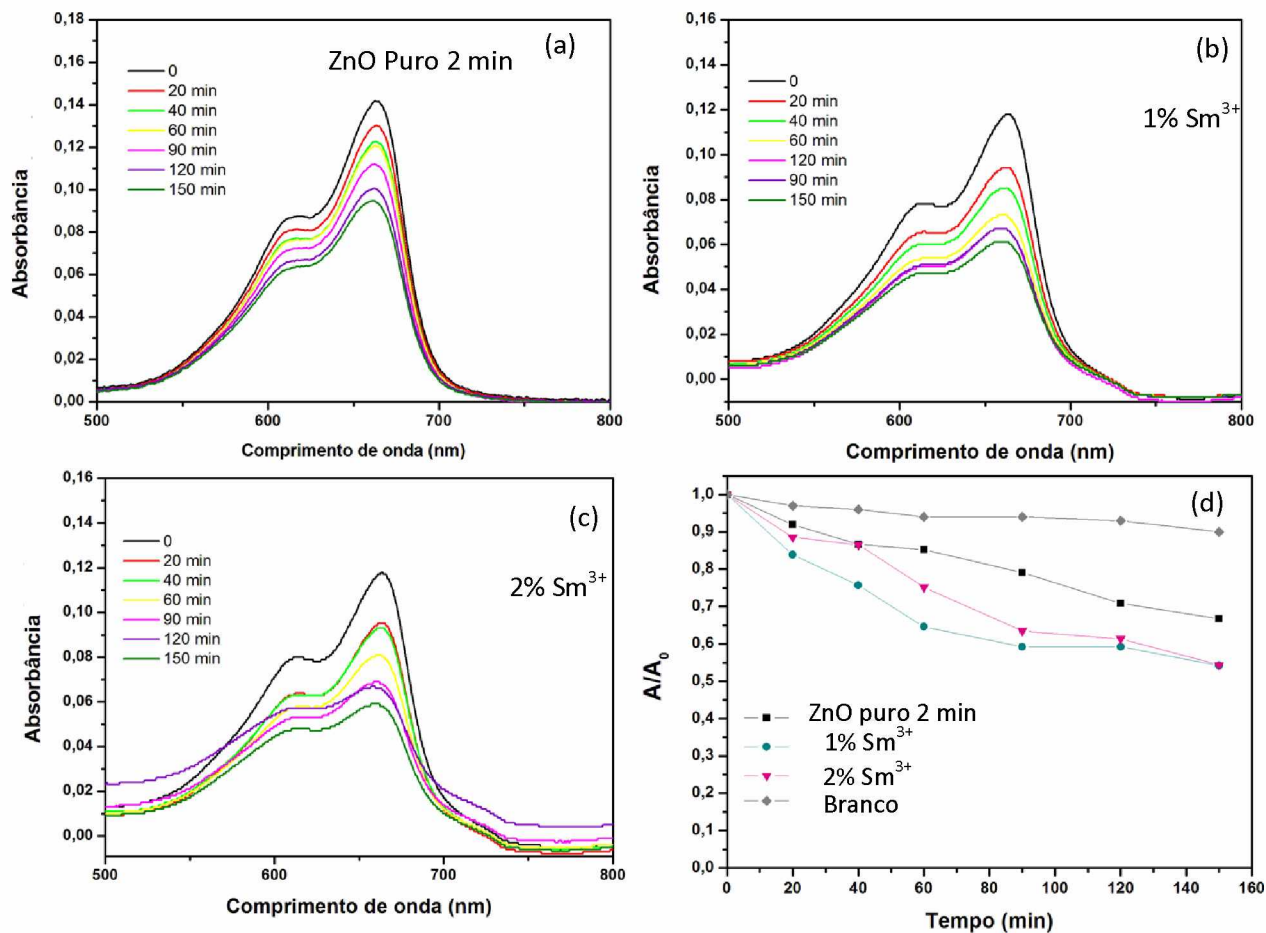 (a)
ZnO Puro 2 min
0
20 min
40 min
60 min
90 min
120 min
150 min
0,18
0,16
0,14
0,12
0,10
0,08
0,06
0,04
0,02
0,00
500
600
700
800
Absorbância
Comprimento de onda (nm)
(b)
1% Sm³⁺
0
20 min
40 min
60 min
120 min
90 min
150 min
0,16
0,14
0,12
0,10
0,08
0,06
0,04
0,02
0,00
500
600
700
800
Absorbância
Comprimento de onda (nm)
(c)
2% Sm³⁺
0
20 min
40 min
60 min
90 min
120 min
150 min
0,16
0,14
0,12
0,10
0,08
0,06
0,04
0,02
0,00
500
600
700
800
Absorbância
Comprimento de onda (nm)
(d)
1,0
0,9
0,8
0,7
0,6
0,5
0,4
0,3
0,2
0,1
0,0
A/A₀
ZnO puro 2 min
1% Sm³⁺
2% Sm³⁺
Branco
0
20
40
60
80
100
120
140
160
Tempo (min)